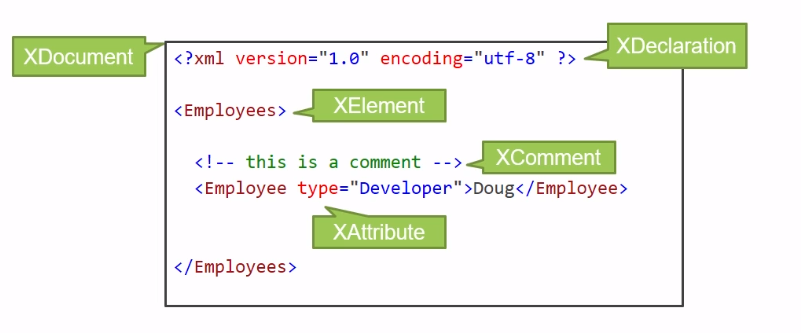 XDocument
<?xml version="1.0" encoding="utf-8" ?>
XDeclaration
<Employees>
XElement
<!-- this is a comment -->
XComment
<Employee type="Developer">Doug</Employee>
XAttribute
</Employees>